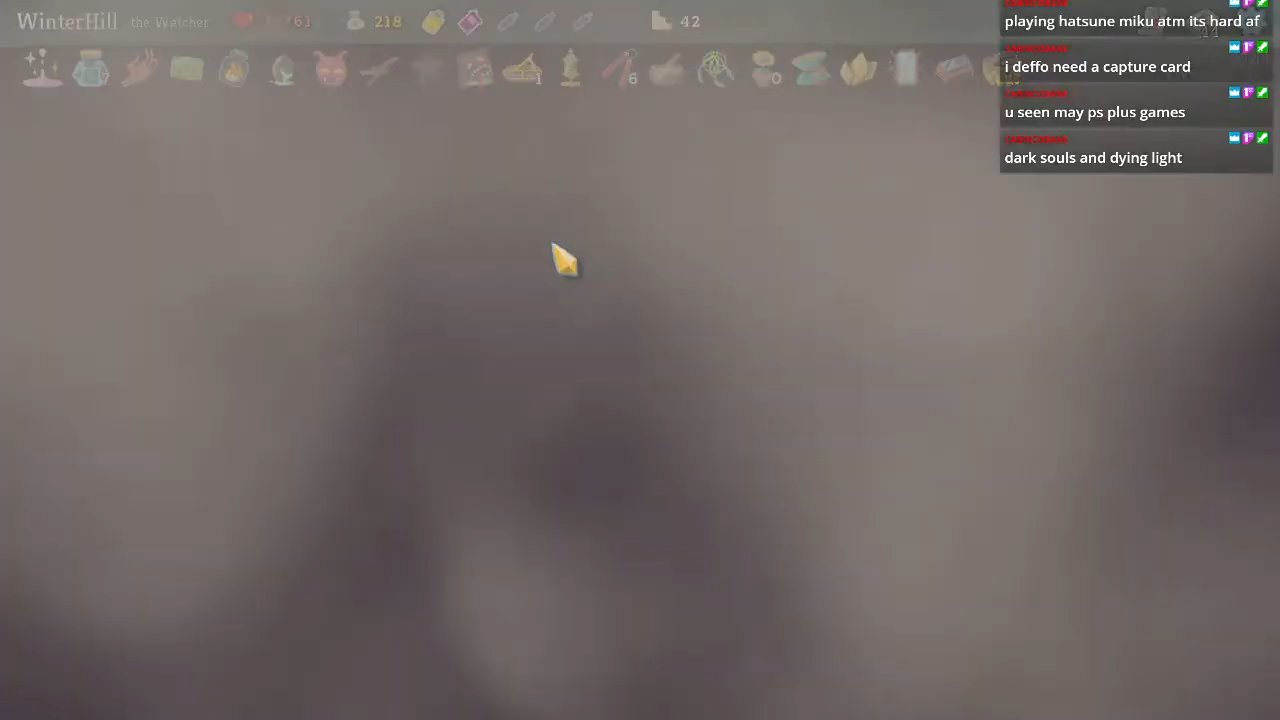 WinterHill the Watcher /61 218 42
1 6 0
playing hatsune miku atm its hard af
i deffo need a capture card
u seen may ps plus games
dark souls and dying light